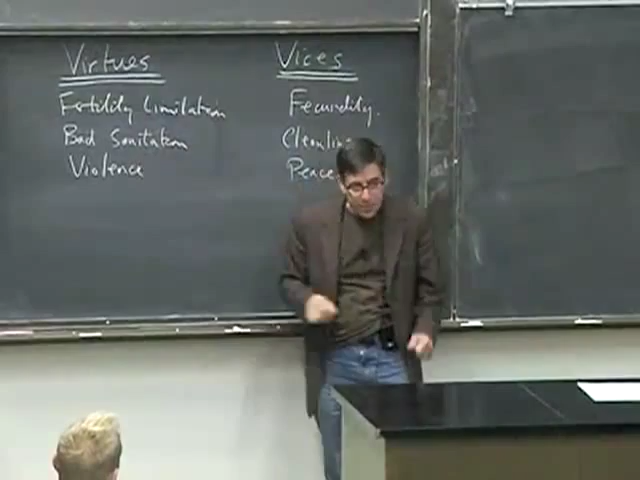 Virtues Vices
Fertility Limitation Fecundity.
Bad sanitation
Violence